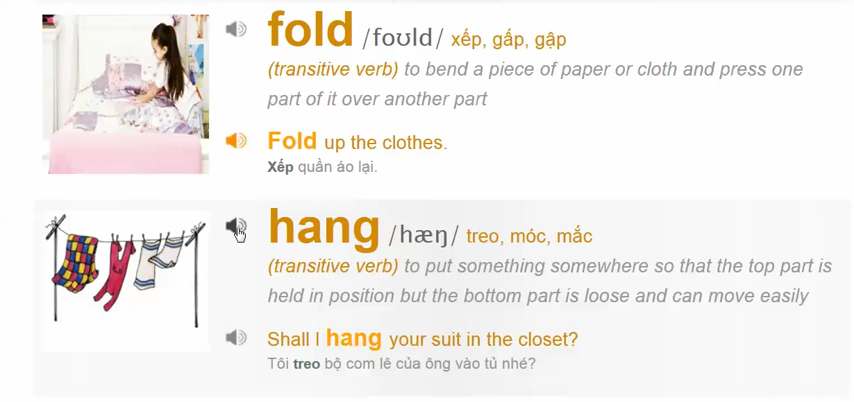 fold /foʊld/ xếp, gấp, gập
(transitive verb) to bend a piece of paper or cloth and press one
part of it over another part
Fold up the clothes.
Xếp quần áo lại.
hang /hæŋ/ treo, móc, mắc
(transitive verb) to put something somewhere so that the top part is
held in position but the bottom part is loose and can move easily
Shall I hang your suit in the closet?
Tôi treo bộ com lê của ông vào tủ nhé?